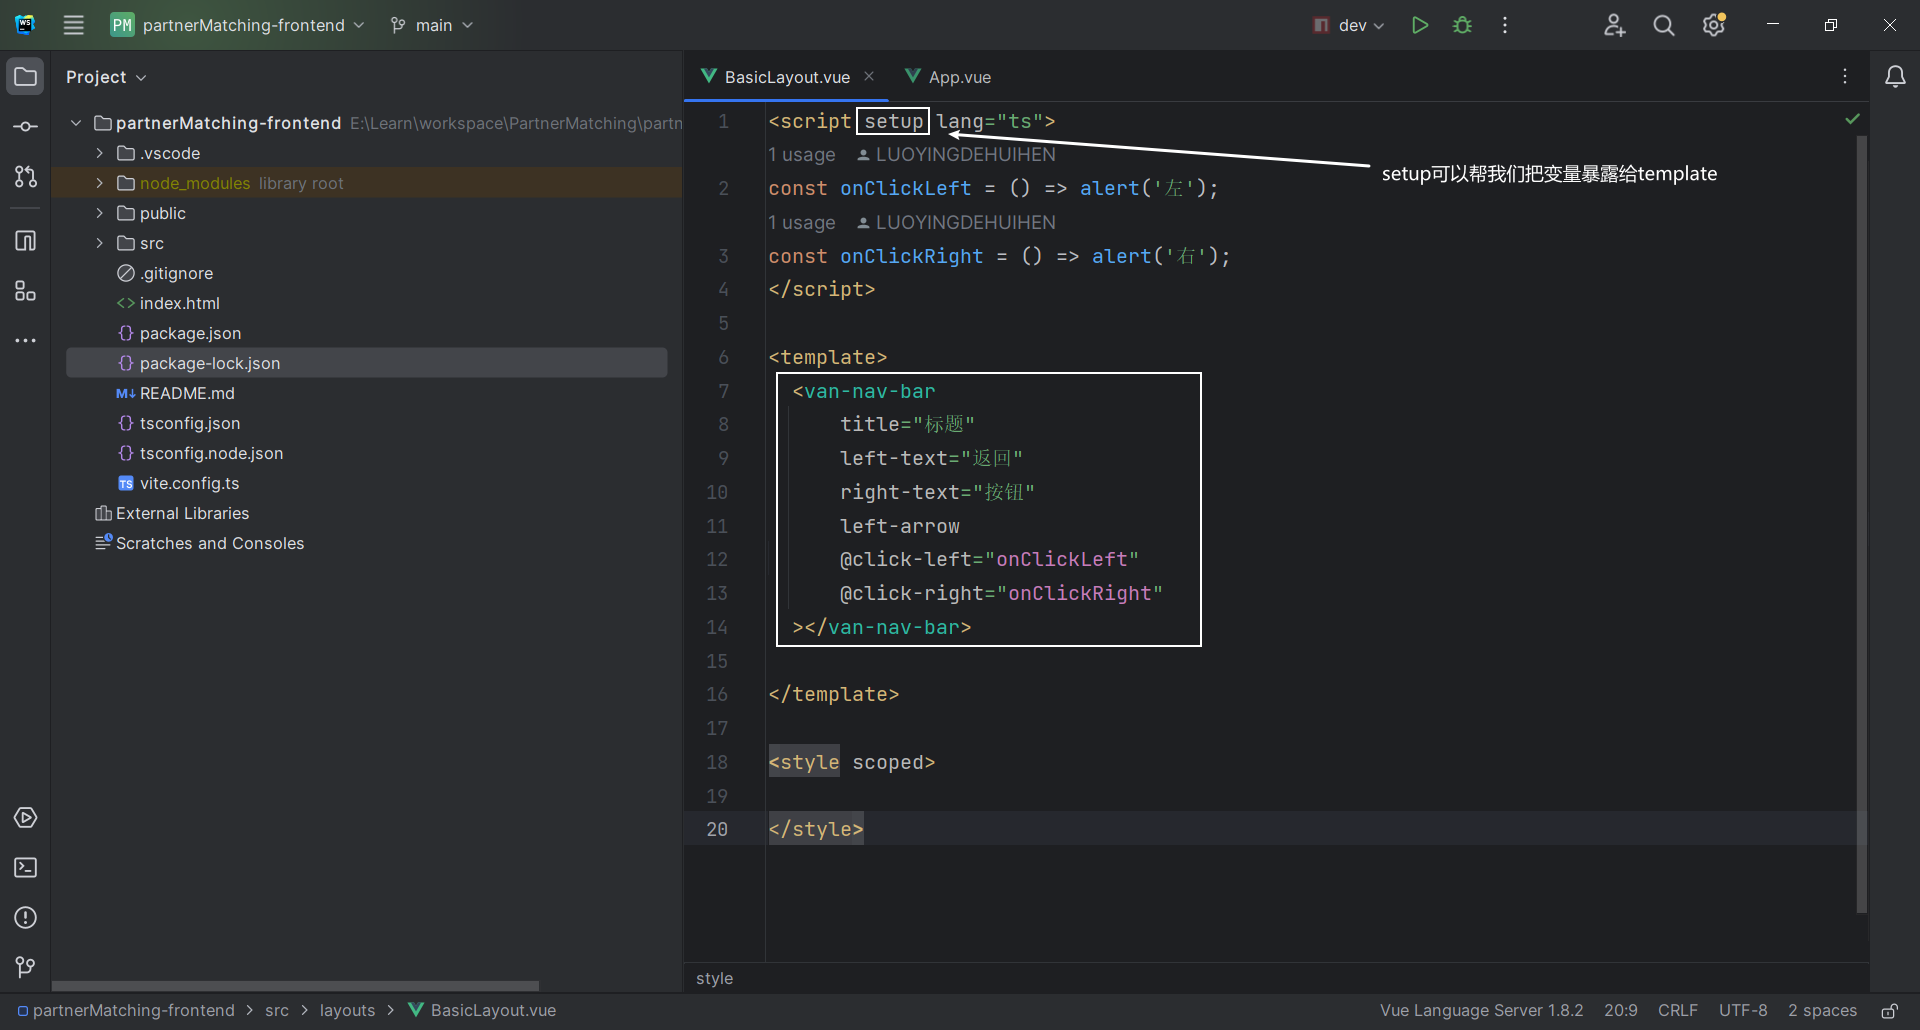 PM partnerMatching-frontend main dev
Project
partnerMatching-frontend E:\Learn\workspace\PartnerMatching\partn
.vscode
node_modules library root
public
src
.gitignore
index.html
package.json
package-lock.json
README.md
tsconfig.json
tsconfig.node.json
vite.config.ts
External Libraries
Scratches and Consoles
BasicLayout.vue App.vue
1 <script setup lang="ts">
1 usage LUOYINGDEHUIHEN
2 const onClickLeft = () => alert('左');
1 usage LUOYINGDEHUIHEN
3 const onClickRight = () => alert('右');
4 </script>
5
6 <template>
7 <van-nav-bar
8 title="标题"
9 left-text="返回"
10 right-text="按钮"
11 left-arrow
12 @click-left="onClickLeft"
13 @click-right="onClickRight"
14 ></van-nav-bar>
15
16 </template>
17
18 <style scoped>
19
20 </style>
setup可以帮我们把变量暴露给template
style
partnerMatching-frontend > src > layouts > BasicLayout.vue
Vue Language Server 1.8.2 20:9 CRLF UTF-8 2 spaces